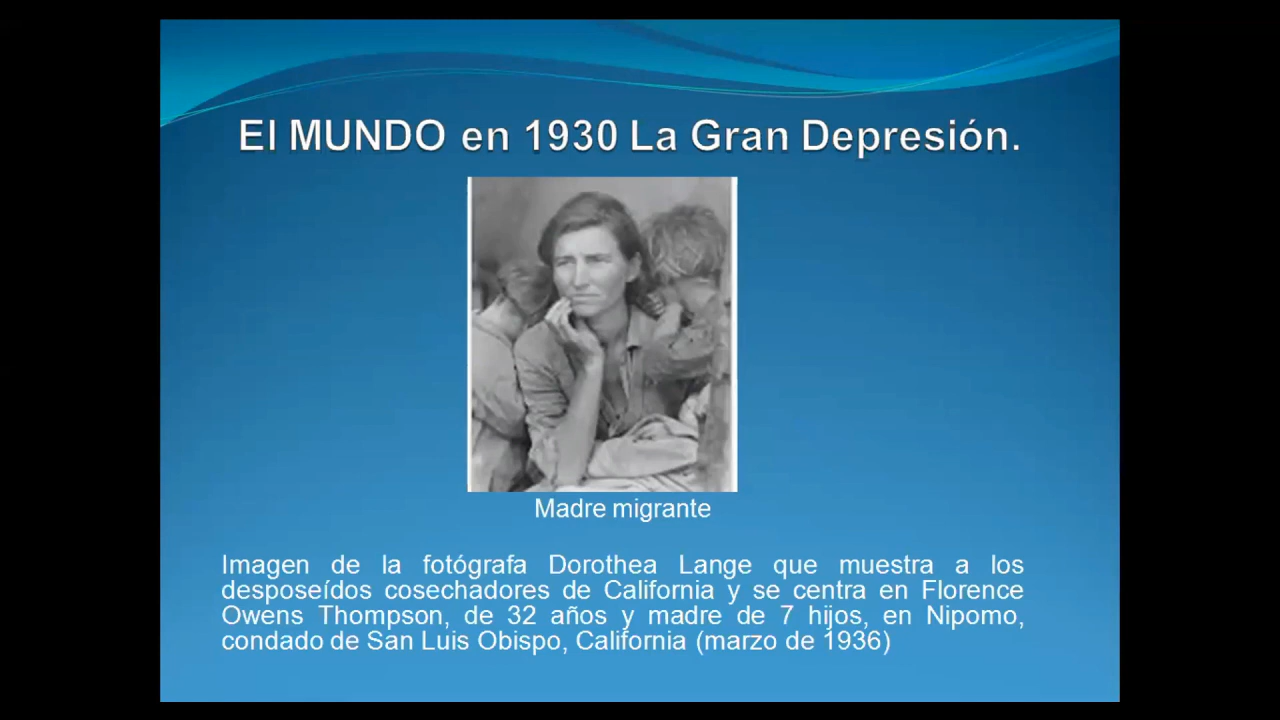 El MUNDO en 1930 La Gran Depresión.
Madre migrante
Imagen de la fotógrafa Dorothea Lange que muestra a los
desposeídos cosechadores de California y se centra en Florence
Owens Thompson, de 32 años y madre de 7 hijos, en Nipomo,
condado de San Luis Obispo, California (marzo de 1936)